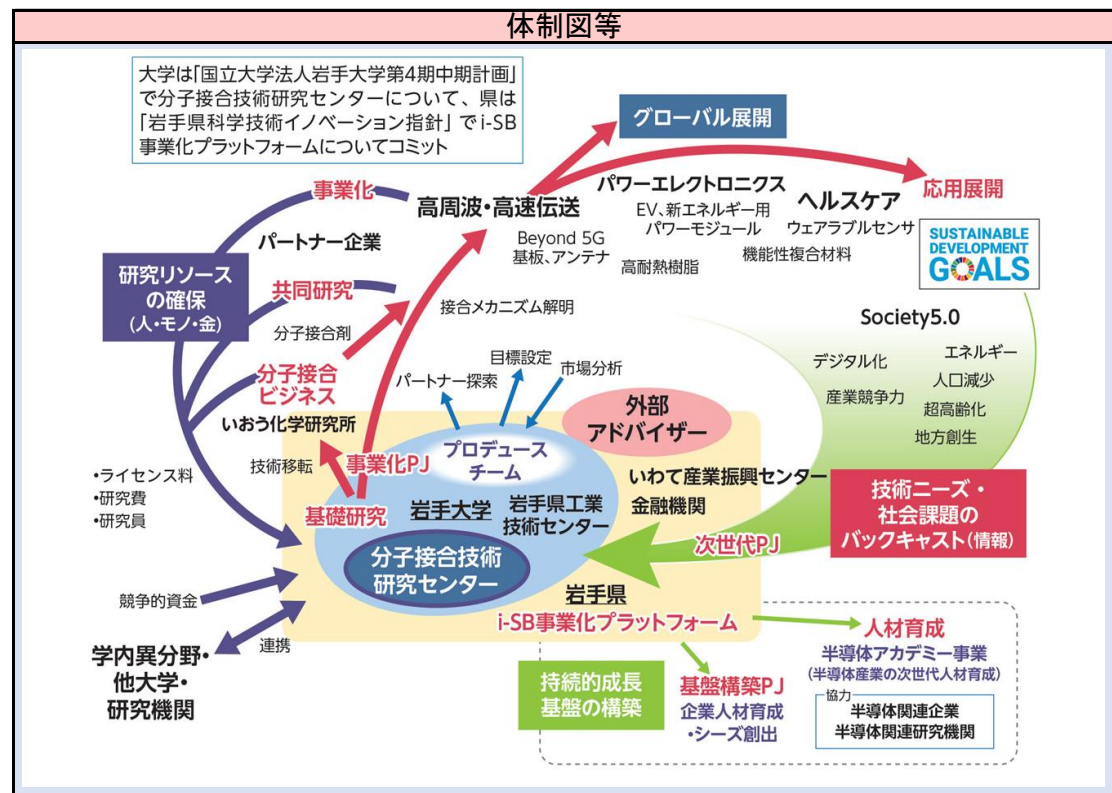 体制図等
大学は「国立大学法人岩手大学第4期中期計画」
で分子接合技術研究センターについて、県は
「岩手県科学技術イノベーション指針」でi-SB
事業化プラットフォームについてコミット
グローバル展開
事業化
高周波・高速伝送
パワーエレクトロニクス
ヘルスケア
応用展開
EV、新エネルギー用
パワーモジュール
ウェアラブルセンサ
Beyond 5G
基板、アンテナ
高耐熱樹脂
機能性複合材料
SUSTAINABLE
DEVELOPMENT
GOALS
パートナー企業
研究リソース
の確保
(人・モノ・金)
共同研究
分子接合剤
接合メカニズム解明
Society5.0
デジタル化
エネルギー
人口減少
産業競争力
超高齢化
地方創生
目標設定
市場分析
パートナー探索
分子接合
ビジネス
いおう化学研究所
外部
アドバイザー
プロデュース
チーム
技術移転
事業化PJ
いわて産業振興センター
金融機関
・ライセンス料
・研究費
・研究員
基礎研究
岩手大学
岩手県工業
技術センター
技術ニーズ・
社会課題の
バックキャスト(情報)
次世代PJ
分子接合技術
研究センター
競争的資金
岩手県
i-SB事業化プラットフォーム
連携
学内異分野・
他大学・
研究機関
持続的成長
基盤の構築
基盤構築PJ
企業人材育成
・シーズ創出
人材育成
半導体アカデミー事業
(半導体産業の次世代人材育成)
協力
半導体関連企業
半導体関連研究機関